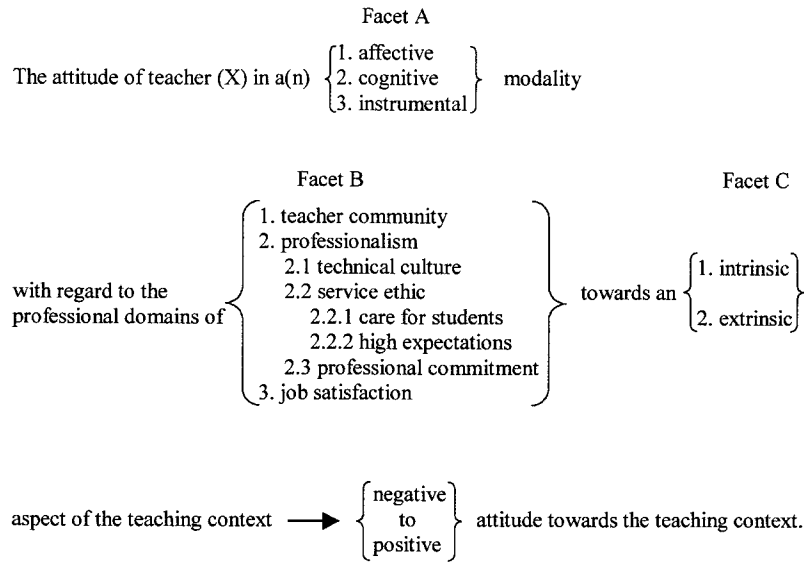 Facet A
The attitude of teacher (X) in a(n) 1. affective 2. cognitive 3. instrumental modality
Facet B
Facet C
with regard to the professional domains of
1. teacher community
2. professionalism
2.1 technical culture
2.2 service ethic
2.2.1 care for students
2.2.2 high expectations
2.3 professional commitment
3. job satisfaction
towards an
1. intrinsic
2. extrinsic
aspect of the teaching context
negative
to
positive
attitude towards the teaching context.